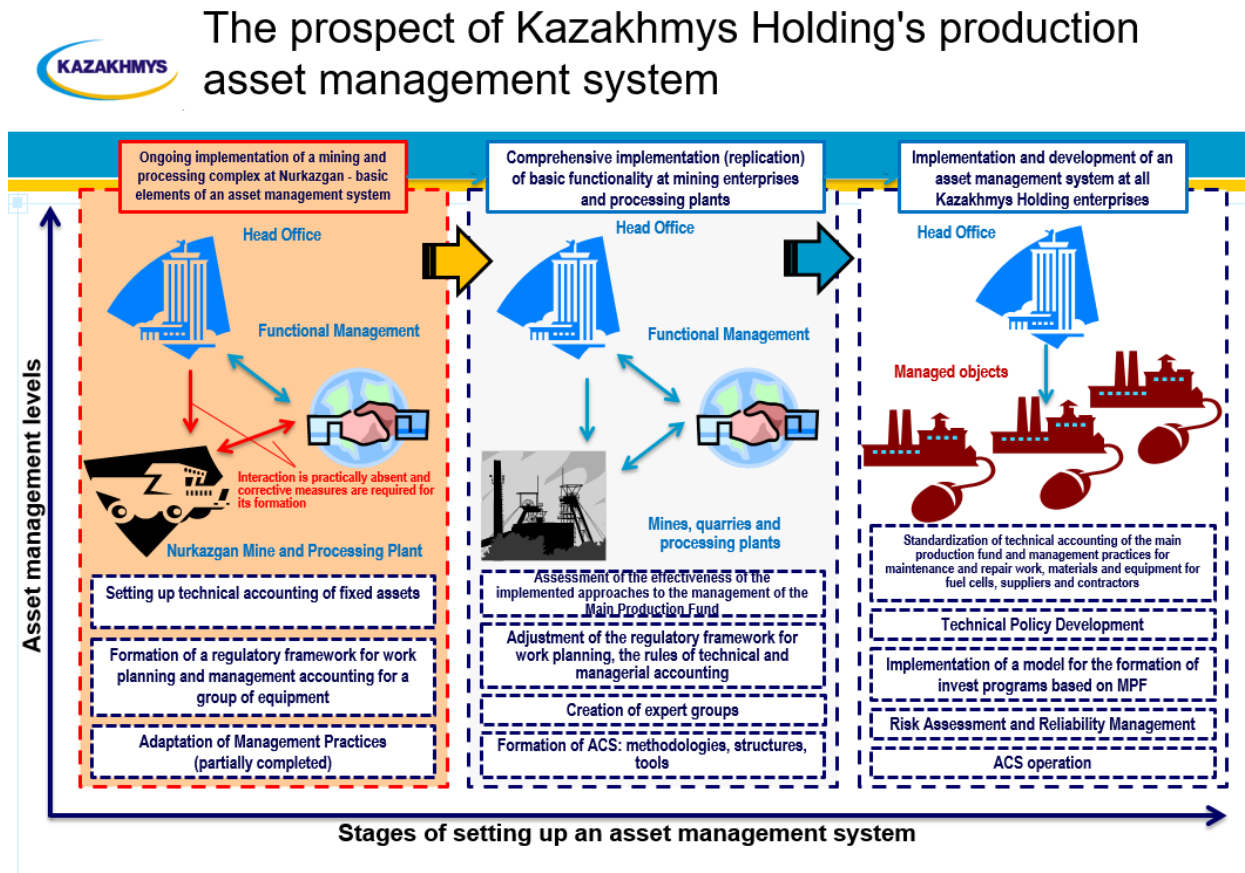 The prospect of Kazakhmys Holding's production
asset management system
KAZAKHMYS
Ongoing implementation of a mining and
processing complex at Nurkazgan - basic
elements of an asset management system
Head Office
Functional Management
Interaction is practically absent and
corrective measures are required for
its formation
Nurkazgan Mine and Processing Plant
Setting up technical accounting of fixed assets
Formation of a regulatory framework for work
planning and management accounting for a
group of equipment
Adaptation of Management Practices
(partially completed)
Comprehensive implementation (replication)
of basic functionality at mining enterprises
and processing plants
Head Office
Functional Management
Mines, quarries and
processing plants
Assessment of the effectiveness of the
implemented approaches to the management of the
Main Production Fund
Adjustment of the regulatory framework for
work planning, the rules of technical and
managerial accounting
Creation of expert groups
Formation of ACS: methodologies, structures,
tools
Implementation and development of an
asset management system at all
Kazakhmys Holding enterprises
Head Office
Managed objects
Standardization of technical accounting of the main
production fund and management practices for
maintenance and repair work, materials and equipment for
fuel cells, suppliers and contractors
Technical Policy Development
Implementation of a model for the formation of
invest programs based on MPF
Risk Assessment and Reliability Management
ACS operation
Asset management levels
Stages of setting up an asset management system